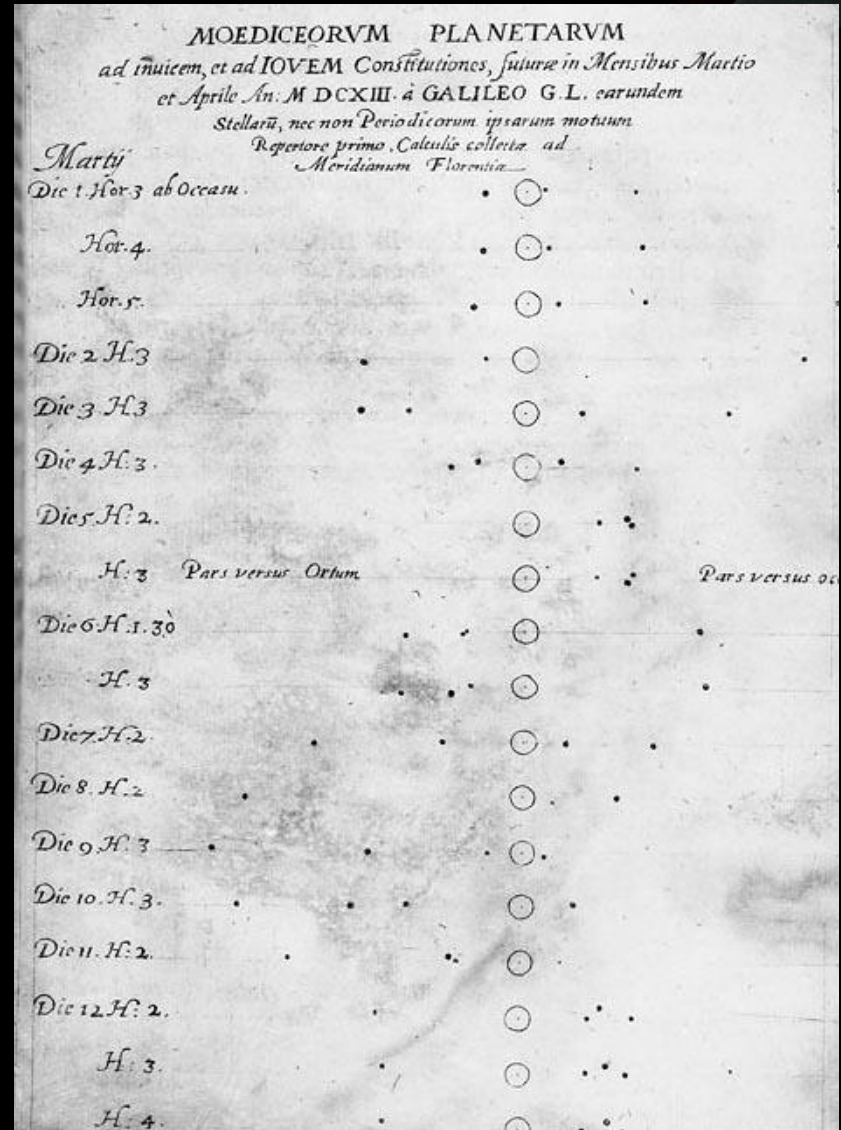 MOEDICEORVM PLANETARVM
ad inuicem, et ad IOVEM Constitutiones, futuræ in Mensibus Martio
et Aprile An: M DCXIII. à GALILEO G.L. earundem
Stellarū, nec non Periodicorum ipsarum motuum
Repertore primo. Calculis collectæ ad
Meridianum Florentiæ
Martij
Die 1. Hor. 3 ab Occasu.
Hor. 4.
Hor. 5.
Die 2 H. 3
Die 3 H. 3
Die 4 H: 3.
Die 5 H: 2.
H: 3 Pars versus Ortum Pars versus occ
Die 6 H. 1. 30
H. 3
Die 7 H. 2
Die 8. H. 2
Die 9 H: 3
Die 10. H. 3.
Die 11. H: 2.
Die 12 H: 2.
H: 3.
H: 4